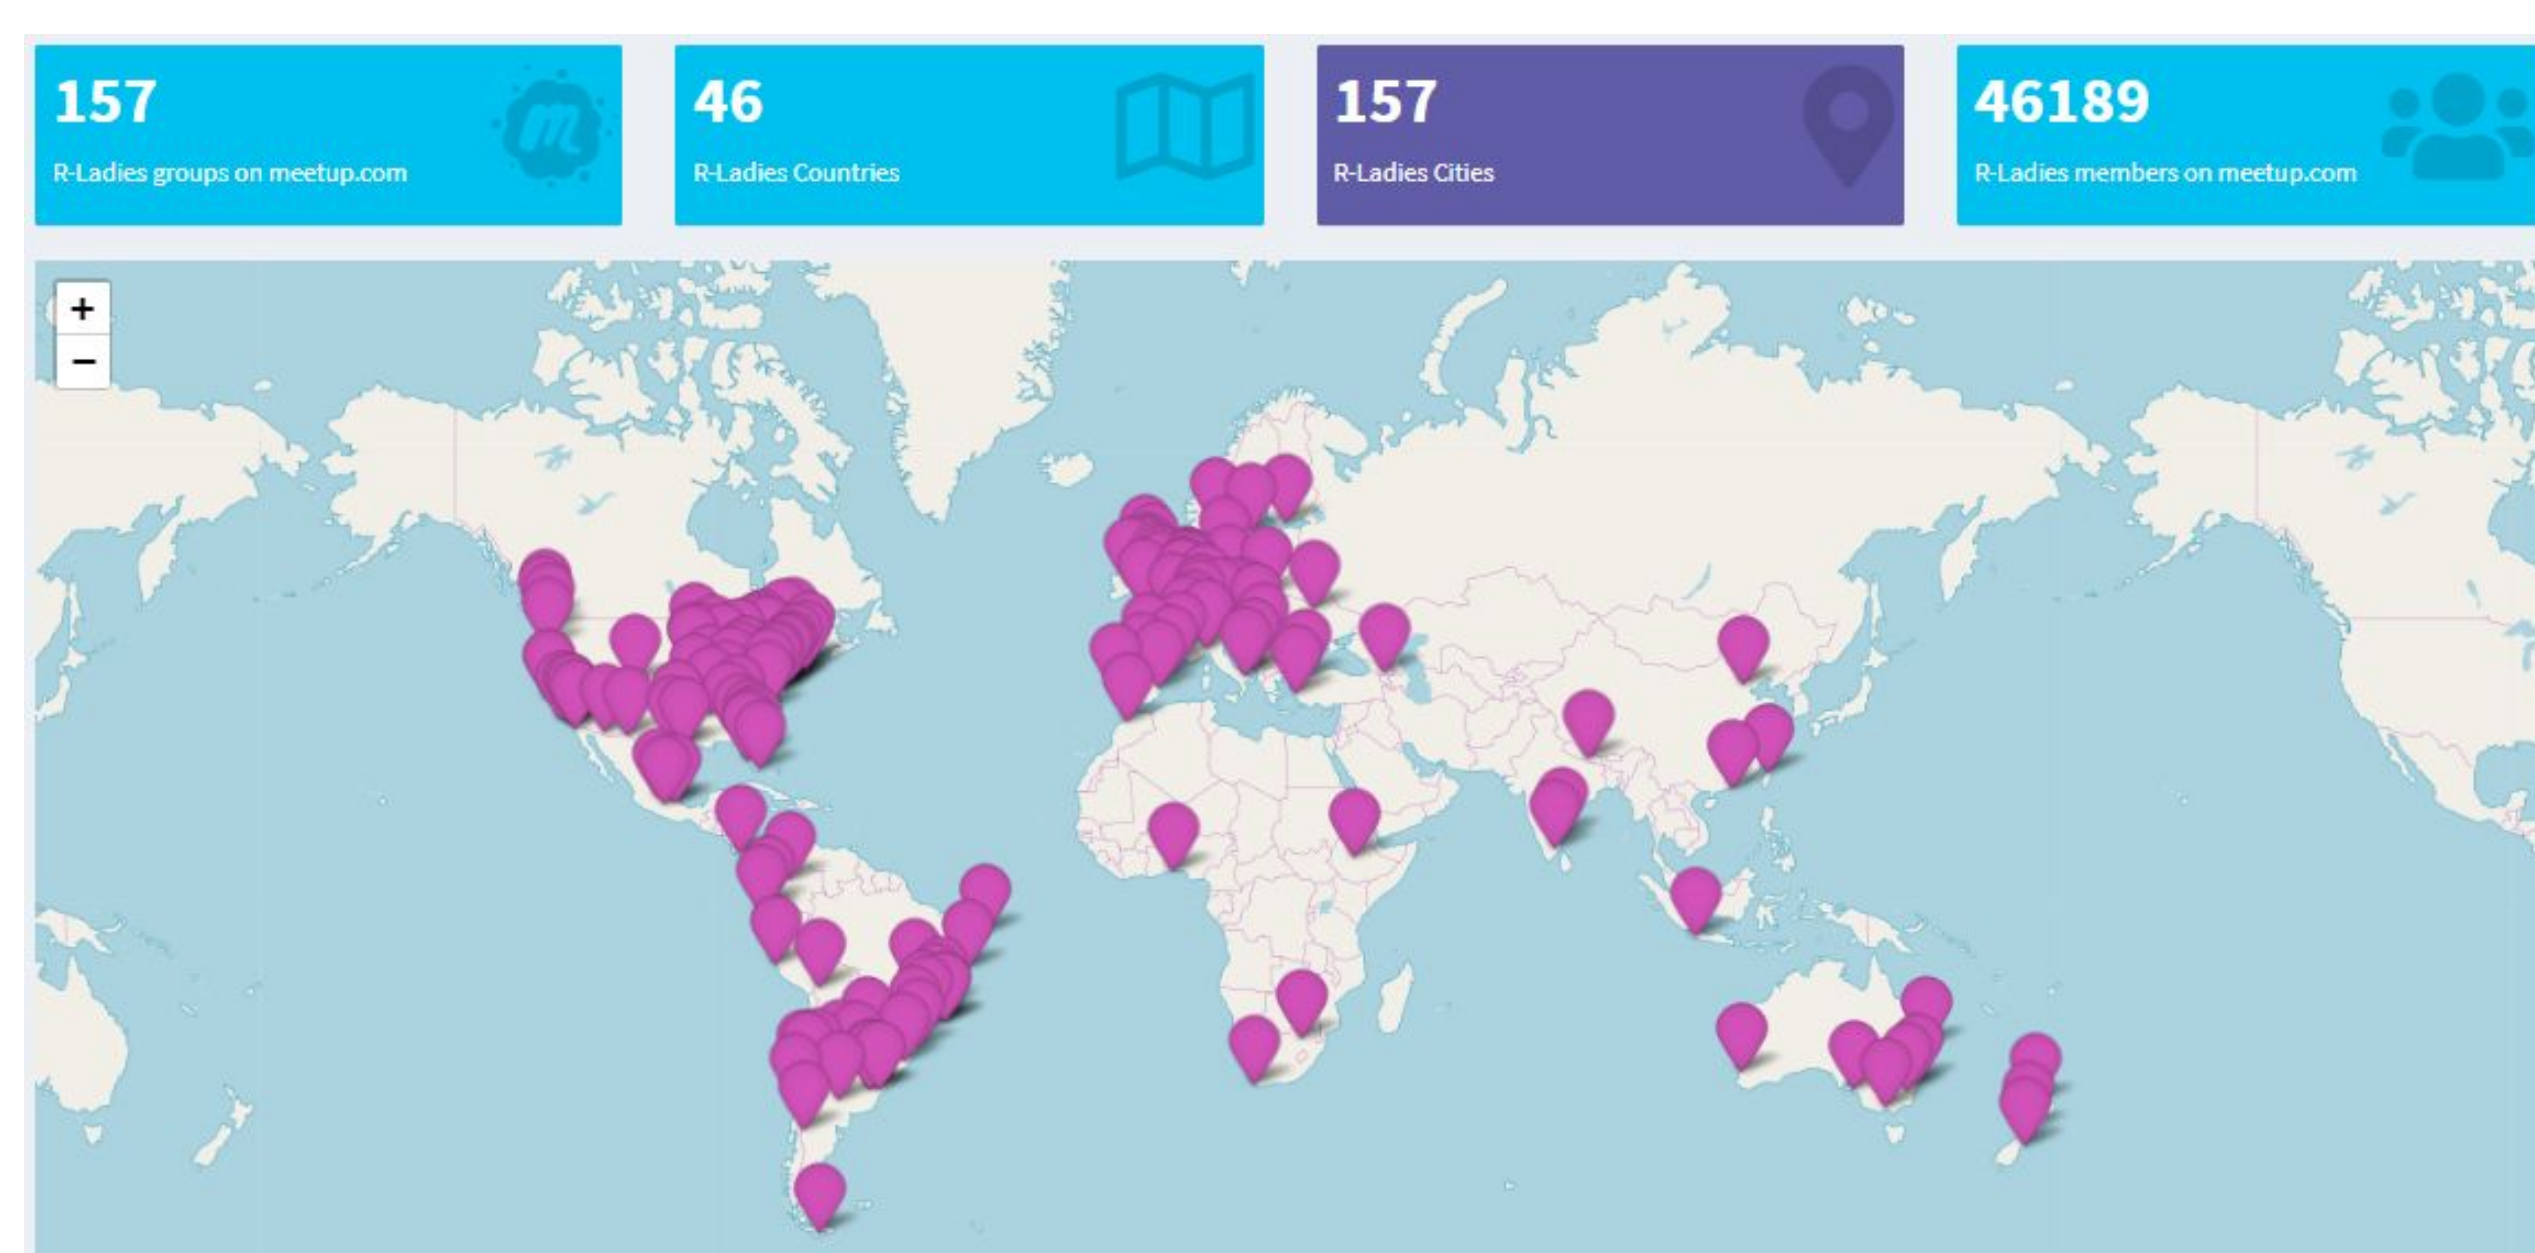 157
R-Ladies groups on meetup.com
46
R-Ladies Countries
157
R-Ladies Cities
46189
R-Ladies members on meetup.com
+
−